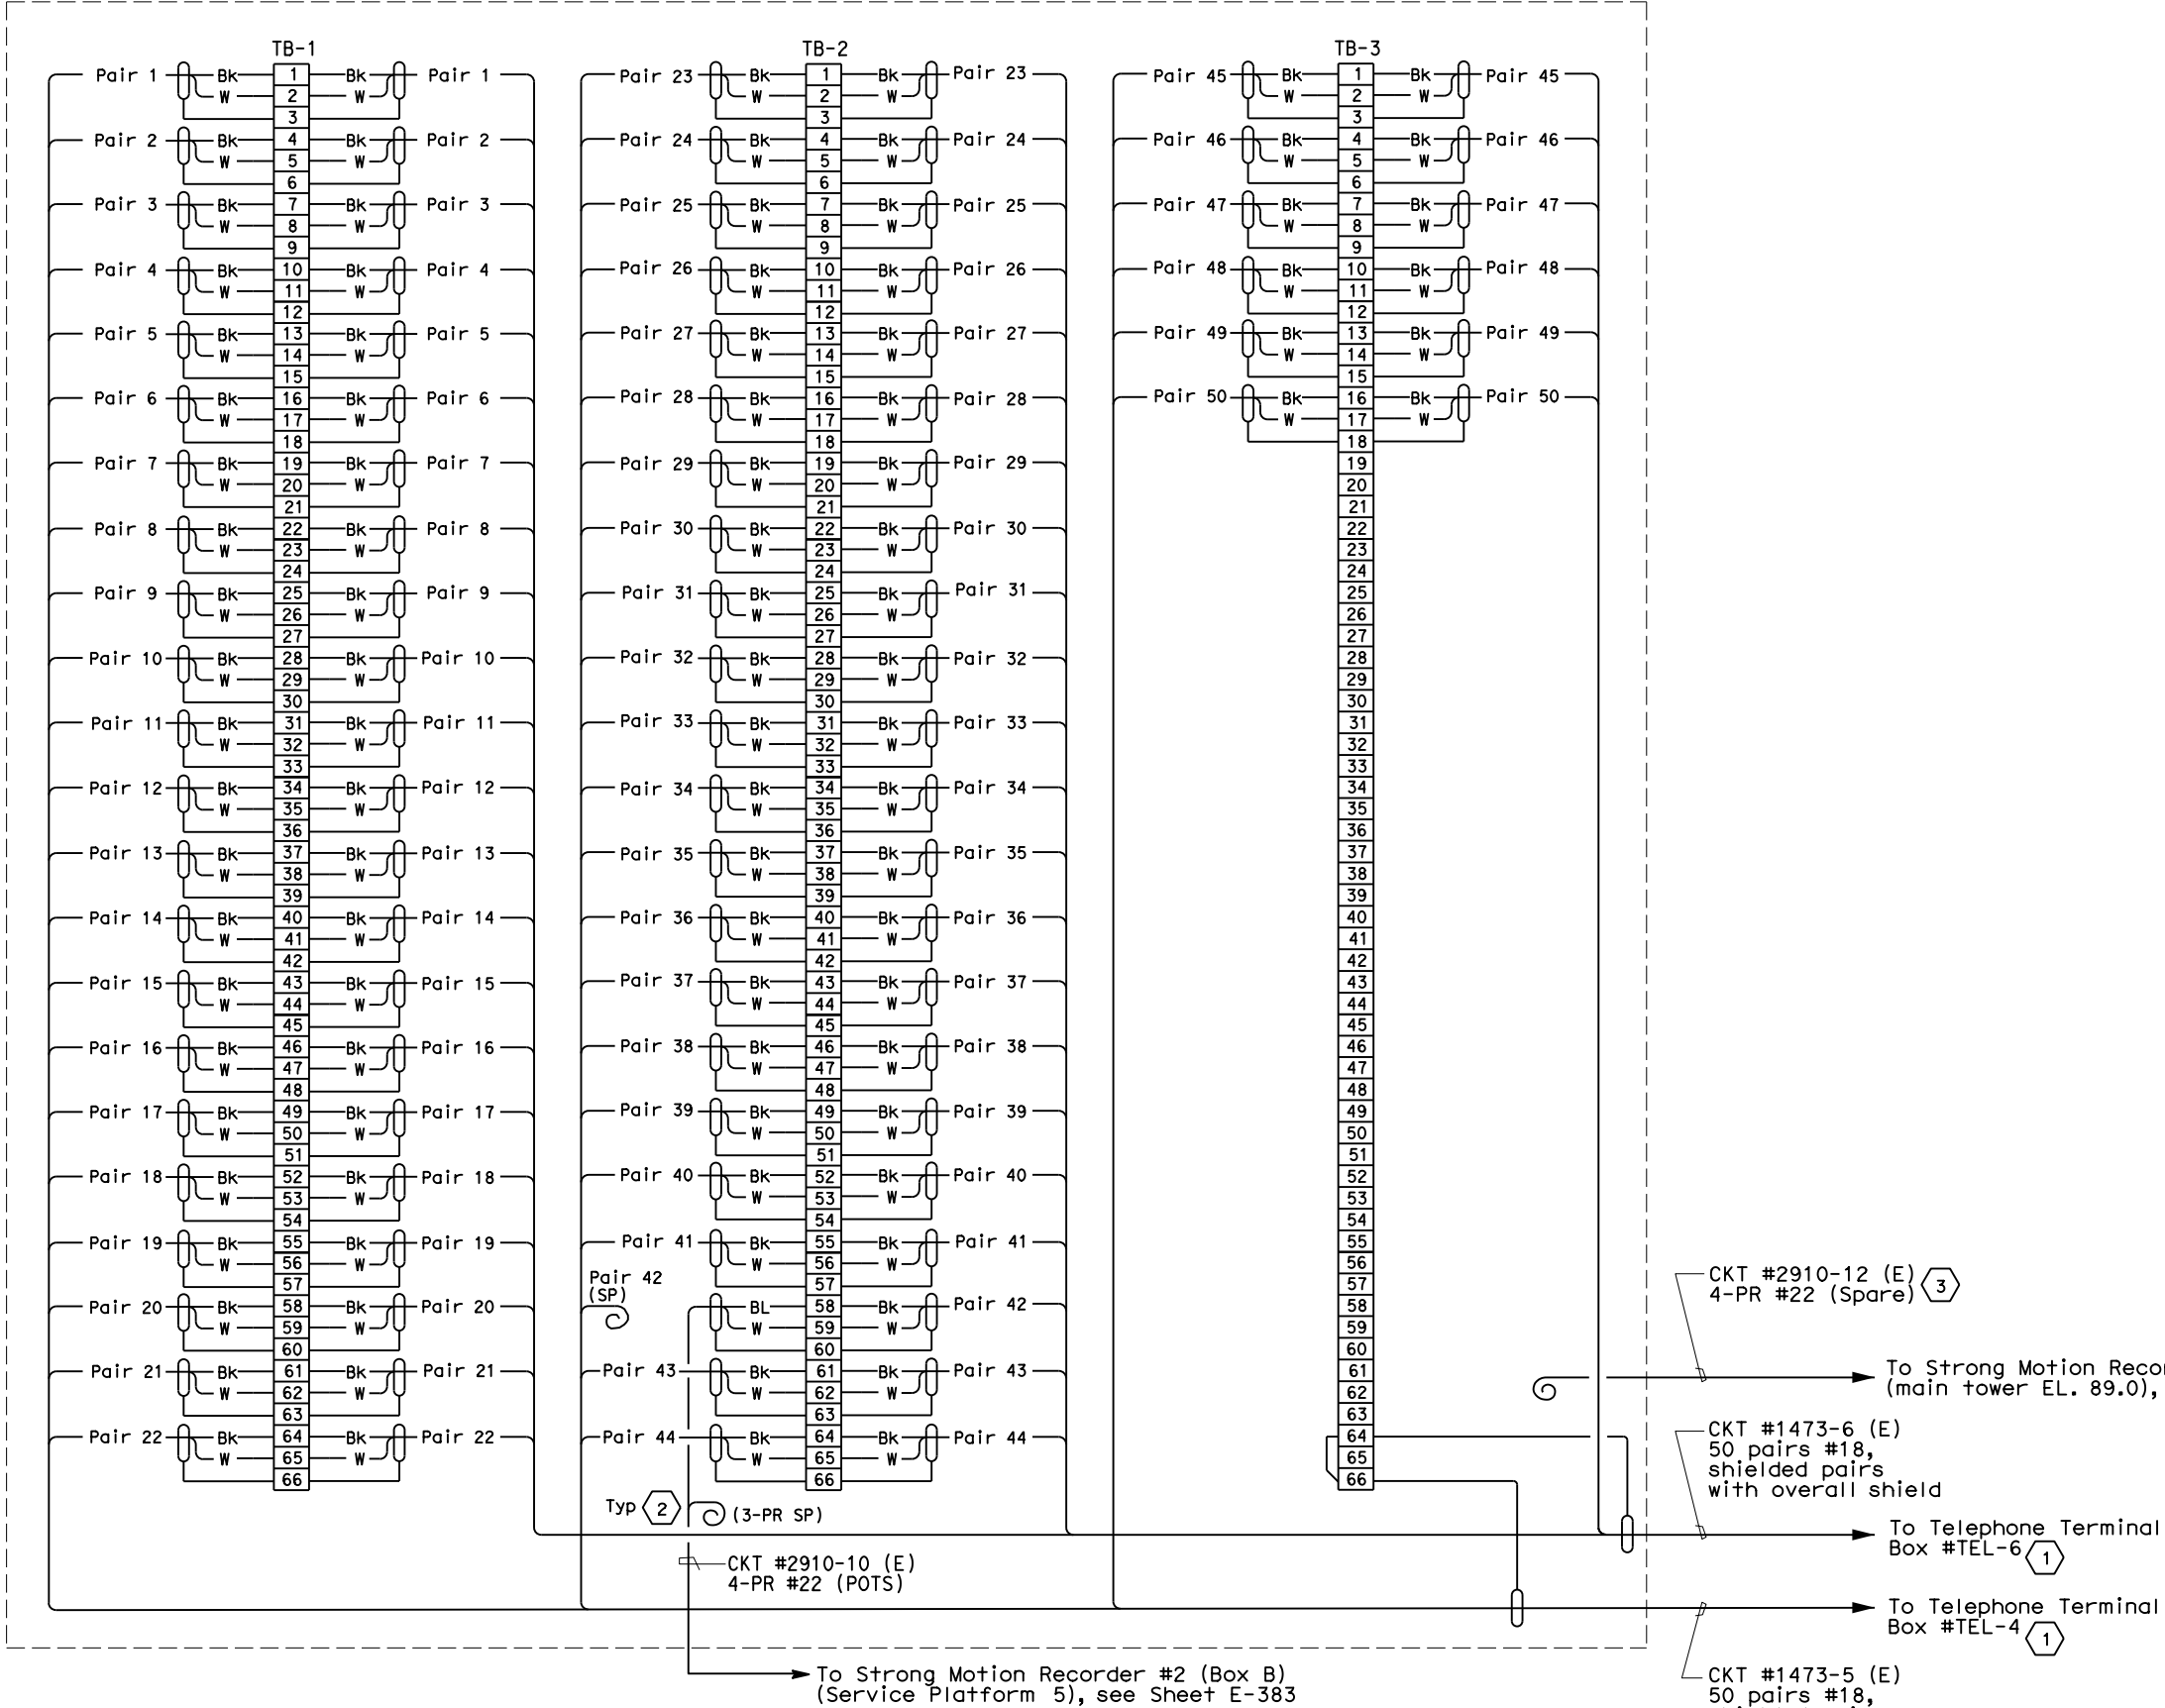 TB-1
Pair 1 Bk 1 Bk Pair 1
W 2 W
3
Pair 2 Bk 4 Bk Pair 2
W 5 W
6
Pair 3 Bk 7 Bk Pair 3
W 8 W
9
Pair 4 Bk 10 Bk Pair 4
W 11 W
12
Pair 5 Bk 13 Bk Pair 5
W 14 W
15
Pair 6 Bk 16 Bk Pair 6
W 17 W
18
Pair 7 Bk 19 Bk Pair 7
W 20 W
21
Pair 8 Bk 22 Bk Pair 8
W 23 W
24
Pair 9 Bk 25 Bk Pair 9
W 26 W
27
Pair 10 Bk 28 Bk Pair 10
W 29 W
30
Pair 11 Bk 31 Bk Pair 11
W 32 W
33
Pair 12 Bk 34 Bk Pair 12
W 35 W
36
Pair 13 Bk 37 Bk Pair 13
W 38 W
39
Pair 14 Bk 40 Bk Pair 14
W 41 W
42
Pair 15 Bk 43 Bk Pair 15
W 44 W
45
Pair 16 Bk 46 Bk Pair 16
W 47 W
48
Pair 17 Bk 49 Bk Pair 17
W 50 W
51
Pair 18 Bk 52 Bk Pair 18
W 53 W
54
Pair 19 Bk 55 Bk Pair 19
W 56 W
57
Pair 20 Bk 58 Bk Pair 20
W 59 W
60
Pair 21 Bk 61 Bk Pair 21
W 62 W
63
Pair 22 Bk 64 Bk Pair 22
W 65 W
66
TB-2
Pair 23 Bk 1 Bk Pair 23
W 2 W
3
Pair 24 Bk 4 Bk Pair 24
W 5 W
6
Pair 25 Bk 7 Bk Pair 25
W 8 W
9
Pair 26 Bk 10 Bk Pair 26
W 11 W
12
Pair 27 Bk 13 Bk Pair 27
W 14 W
15
Pair 28 Bk 16 Bk Pair 28
W 17 W
18
Pair 29 Bk 19 Bk Pair 29
W 20 W
21
Pair 30 Bk 22 Bk Pair 30
W 23 W
24
Pair 31 Bk 25 Bk Pair 31
W 26 W
27
Pair 32 Bk 28 Bk Pair 32
W 29 W
30
Pair 33 Bk 31 Bk Pair 33
W 32 W
33
Pair 34 Bk 34 Bk Pair 34
W 35 W
36
Pair 35 Bk 37 Bk Pair 35
W 38 W
39
Pair 36 Bk 40 Bk Pair 36
W 41 W
42
Pair 37 Bk 43 Bk Pair 37
W 44 W
45
Pair 38 Bk 46 Bk Pair 38
W 47 W
48
Pair 39 Bk 49 Bk Pair 39
W 50 W
51
Pair 40 Bk 52 Bk Pair 40
W 53 W
54
Pair 41 Bk 55 Bk Pair 41
W 56 W
57
Pair 42
(SP)
BL 58 Bk Pair 42
W 59 W
60
Pair 43 Bk 61 Bk Pair 43
W 62 W
63
Pair 44 Bk 64 Bk Pair 44
W 65 W
66
Typ 2 (3-PR SP)
CKT #2910-10 (E)
4-PR #22 (POTS)
To Strong Motion Recorder #2 (Box B)
(Service Platform 5), see Sheet E-383
TB-3
Pair 45 Bk 1 Bk Pair 45
W 2 W
3
Pair 46 Bk 4 Bk Pair 46
W 5 W
6
Pair 47 Bk 7 Bk Pair 47
W 8 W
9
Pair 48 Bk 10 Bk Pair 48
W 11 W
12
Pair 49 Bk 13 Bk Pair 49
W 14 W
15
Pair 50 Bk 16 Bk Pair 50
W 17 W
18
19
20
21
22
23
24
25
26
27
28
29
30
31
32
33
34
35
36
37
38
39
40
41
42
43
44
45
46
47
48
49
50
51
52
53
54
55
56
57
58
59
60
61
62
63
64
65
66
CKT #2910-12 (E)
4-PR #22 (Spare) 3
To Strong Motion
(main tower EL. 89.0),
CKT #1473-6 (E)
50 pairs #18,
shielded pairs
with overall shield
To Telephone Terminal
Box #TEL-6 1
To Telephone Terminal
Box #TEL-4 1
CKT #1473-5 (E)
50 pairs #18,